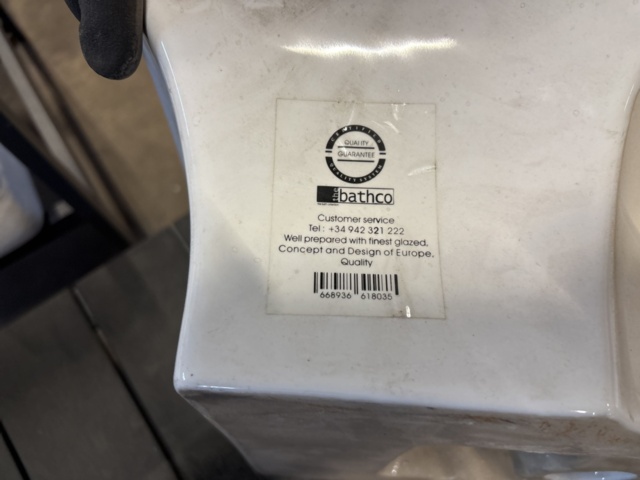 QUALITY
GUARANTEE
the bathco
Customer service
Tel : +34 942 321 222
Well prepared with finest glazed,
Concept and Design of Europe,
Quality
668936 618035